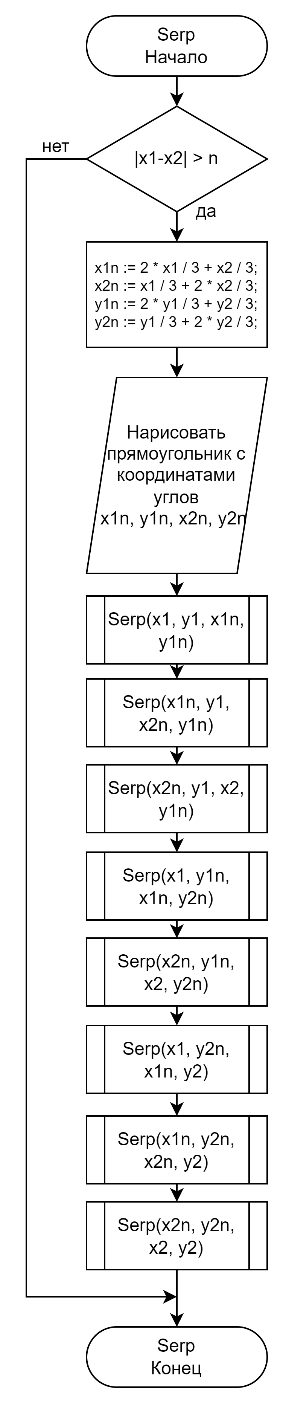 Serp
Начало
|x1-x2| > n
нет
да
x1n := 2 * x1 / 3 + x2 / 3;
x2n := x1 / 3 + 2 * x2 / 3;
y1n := 2 * y1 / 3 + y2 / 3;
y2n := y1 / 3 + 2 * y2 / 3;
Нарисовать
прямоугольник с
координатами
углов
x1n, y1n, x2n, y2n
Serp(x1, y1, x1n,
y1n)
Serp(x1n, y1,
x2n, y1n)
Serp(x2n, y1, x2,
y1n)
Serp(x1, y1n,
x1n, y2n)
Serp(x2n, y1n,
x2, y2n)
Serp(x1, y2n,
x1n, y2)
Serp(x1n, y2n,
x2n, y2)
Serp(x2n, y2n,
x2, y2)
Serp
Конец